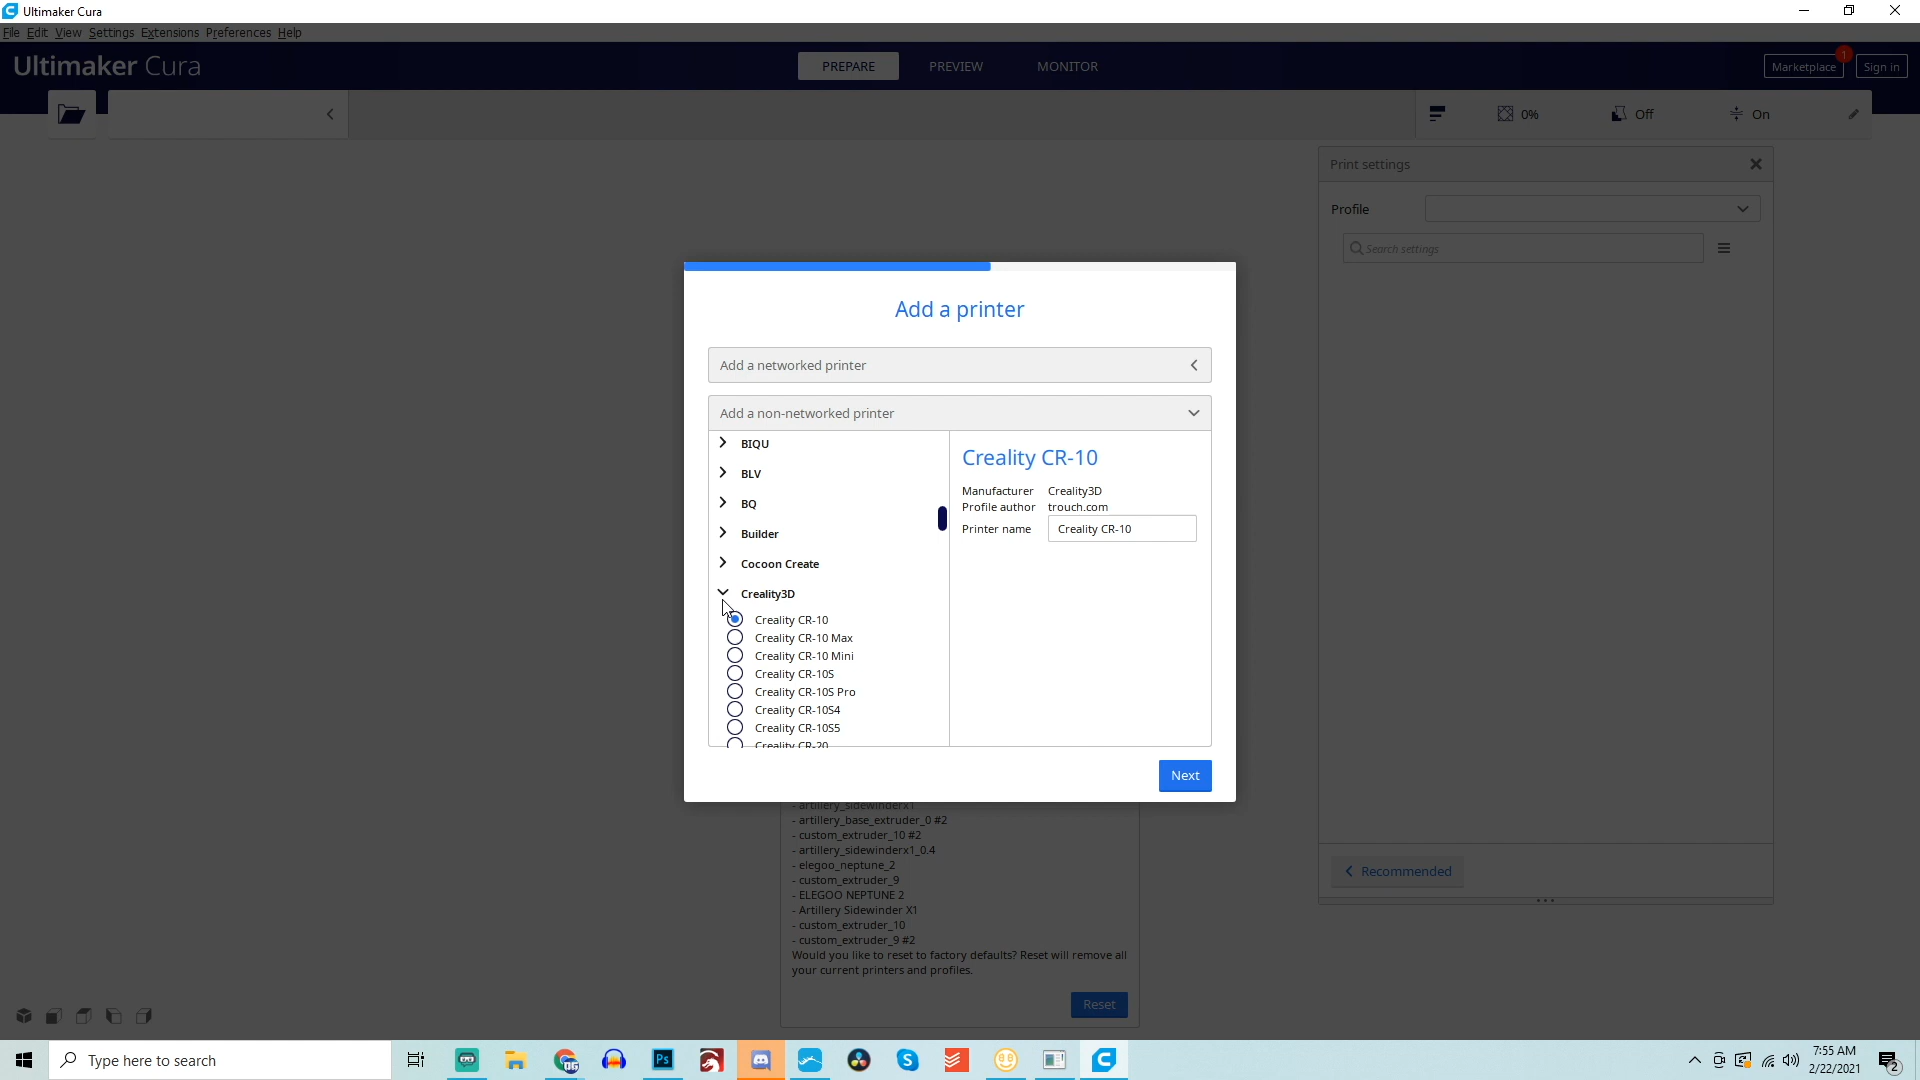 Ultimaker Cura
File Edit View Settings Extensions Preferences Help
Ultimaker Cura
PREPARE
PREVIEW
MONITOR
Marketplace
1
Sign in
0%
Off
On
Print settings
Profile
Search settings
Add a printer
Add a networked printer
Add a non-networked printer
BIQU
BLV
BQ
Builder
Cocoon Create
Creality3D
Creality CR-10
Creality CR-10 Max
Creality CR-10 Mini
Creality CR-10S
Creality CR-10S Pro
Creality CR-10S4
Creality CR-10S5
Creality CR-20
Creality CR-10
Manufacturer Creality3D
Profile author trouch.com
Printer name Creality CR-10
Next
- artillery_sidewinderx1
- artillery_base_extruder_0 #2
- custom_extruder_10 #2
- artillery_sidewinderx1_0.4
- elegoo_neptune_2
- custom_extruder_9
- ELEGOO NEPTUNE 2
- Artillery Sidewinder X1
- custom_extruder_10
- custom_extruder_9 #2
Would you like to reset to factory defaults? Reset will remove all
your current printers and profiles.
Reset
Recommended
Type here to search
7:55 AM
2/22/2021
2